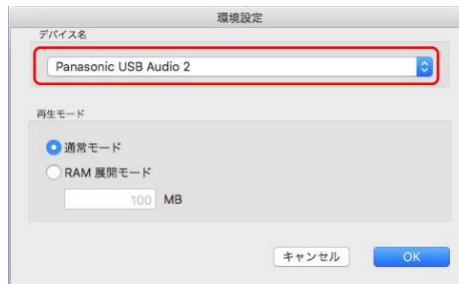 環境設定
デバイス名
Panasonic USB Audio 2
再生モード
通常モード
RAM 展開モード
100 MB
キャンセル OK